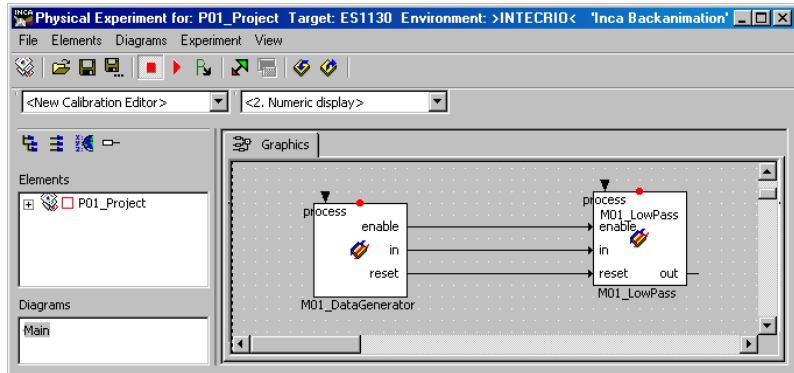 Physical Experiment for: P01_Project Target: ES1130 Environment: >INTECRIO< 'Inca Backanimation'
File Elements Diagrams Experiment View
<New Calibration Editor> <2. Numeric display>
Graphics
Elements
P01_Project
process
enable
in
reset
M01_DataGenerator
process
M01_LowPass
enable
in
reset out
M01_LowPass
Diagrams
Main